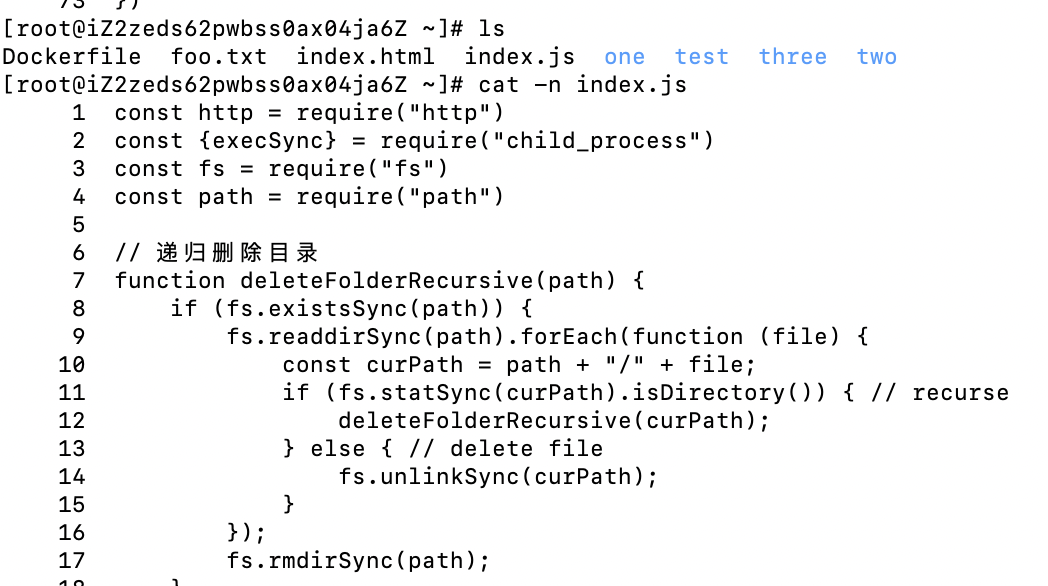 73 })
[root@iZ2zeds62pwbss0ax04ja6Z ~]# ls
Dockerfile  foo.txt  index.html  index.js  one  test  three  two
[root@iZ2zeds62pwbss0ax04ja6Z ~]# cat -n index.js
     1  const http = require("http")
     2  const {execSync} = require("child_process")
     3  const fs = require("fs")
     4  const path = require("path")
     5
     6  // 递归删除目录
     7  function deleteFolderRecursive(path) {
     8      if (fs.existsSync(path)) {
     9          fs.readdirSync(path).forEach(function (file) {
    10              const curPath = path + "/" + file;
    11              if (fs.statSync(curPath).isDirectory()) { // recurse
    12                  deleteFolderRecursive(curPath);
    13              } else { // delete file
    14                  fs.unlinkSync(curPath);
    15              }
    16          });
    17          fs.rmdirSync(path);
    18      }